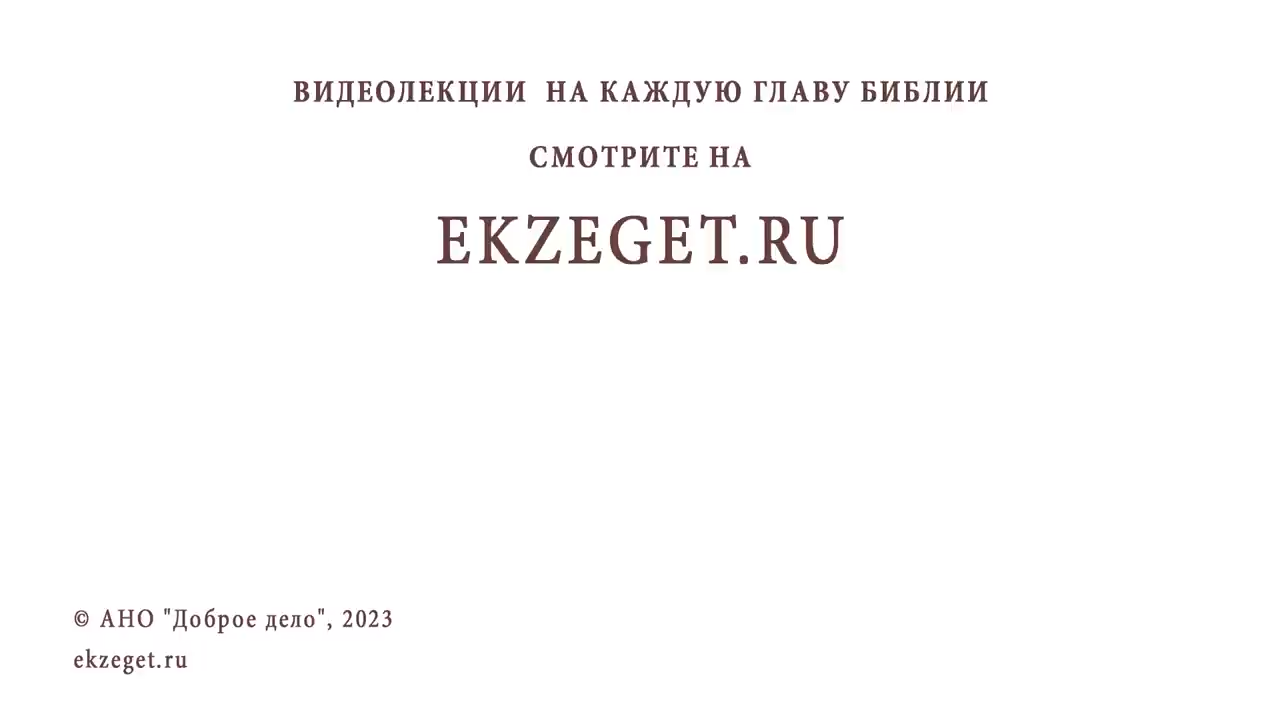 ВИДЕОЛЕКЦИИ НА КАЖДУЮ ГЛАВУ БИБЛИИ
СМОТРИТЕ НА
EKZEGET.RU
© АНО "Доброе дело", 2023
ekzeget.ru